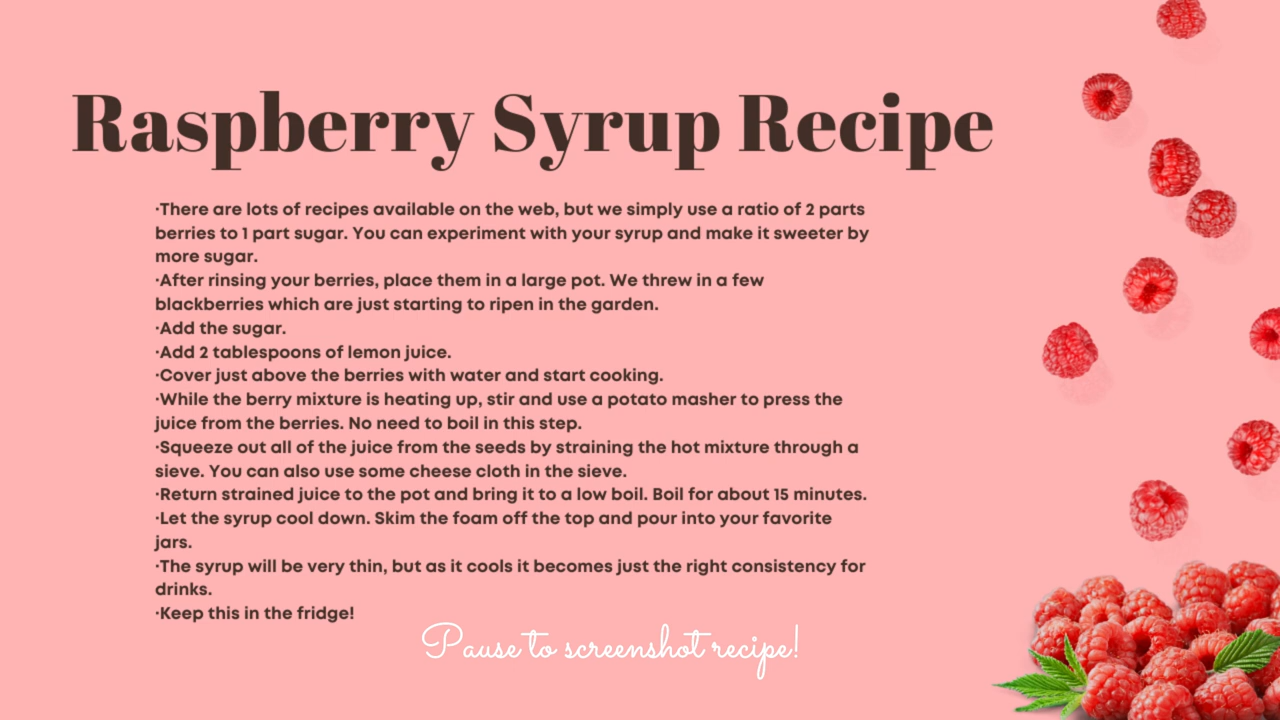 Raspberry Syrup Recipe
·There are lots of recipes available on the web, but we simply use a ratio of 2 parts
berries to 1 part sugar. You can experiment with your syrup and make it sweeter by
more sugar.
·After rinsing your berries, place them in a large pot. We threw in a few
blackberries which are just starting to ripen in the garden.
·Add the sugar.
·Add 2 tablespoons of lemon juice.
·Cover just above the berries with water and start cooking.
·While the berry mixture is heating up, stir and use a potato masher to press the
juice from the berries. No need to boil in this step.
·Squeeze out all of the juice from the seeds by straining the hot mixture through a
sieve. You can also use some cheese cloth in the sieve.
·Return strained juice to the pot and bring it to a low boil. Boil for about 15 minutes.
·Let the syrup cool down. Skim the foam off the top and pour into your favorite
jars.
·The syrup will be very thin, but as it cools it becomes just the right consistency for
drinks.
·Keep this in the fridge!
Pause to screenshot recipe!